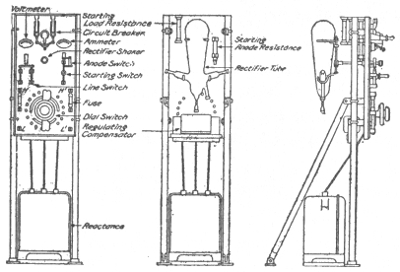 Voltmeter
Starting
Load Resistance
Circuit Breaker
Ammeter
Rectifier Shaker
Anode Switch
Starting Switch
Line Switch
Fuse
Dial Switch
Regulating
Compensator
Reactance
Starting
Anode Resistance
Rectifier Tube
H H'
L L'